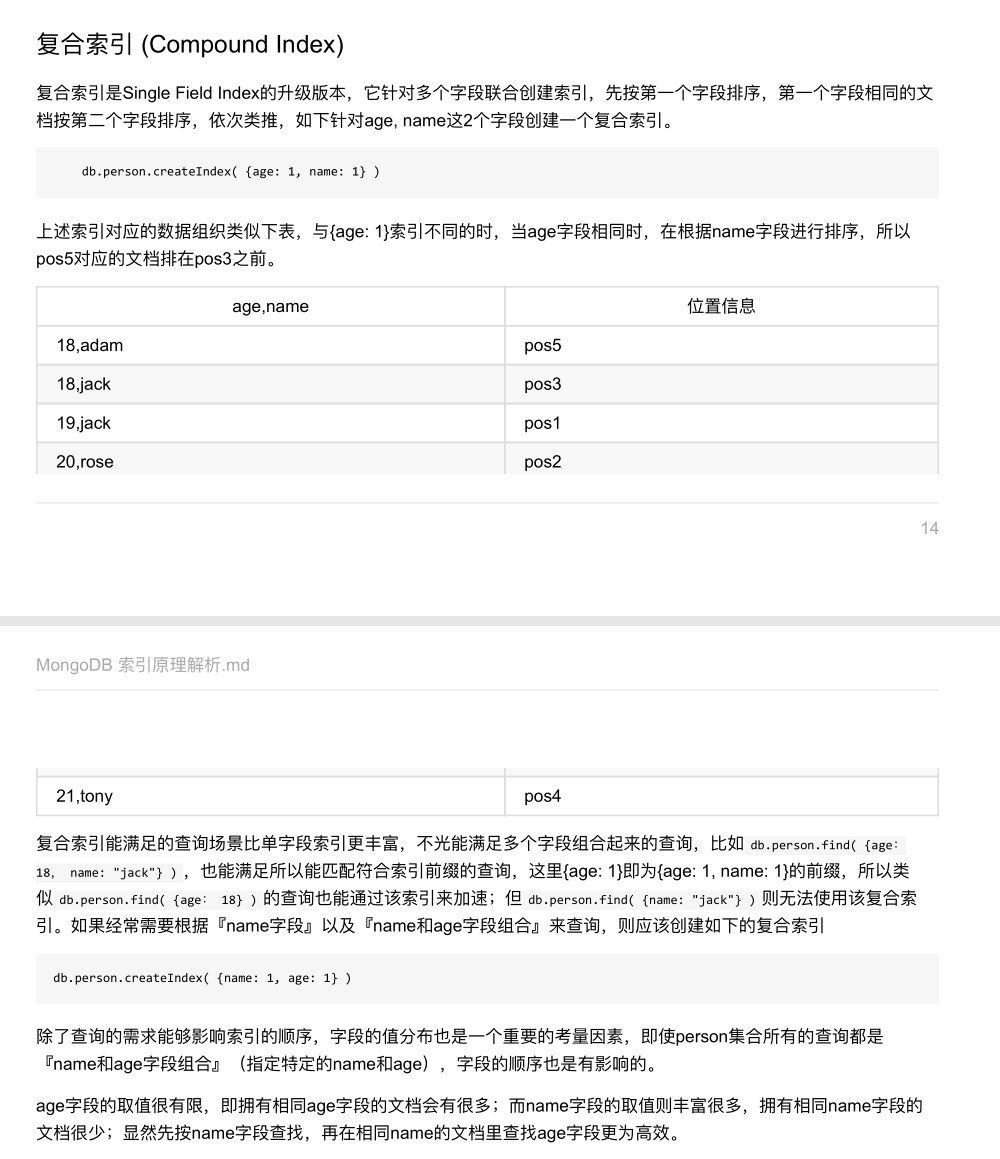 复合索引 (Compound Index)
复合索引是Single Field Index的升级版本，它针对多个字段联合创建索引，先按第一个字段排序，第一个字段相同的文
档按第二个字段排序，依次类推，如下针对age, name这2个字段创建一个复合索引。
db.person.createIndex( {age: 1, name: 1} )
上述索引对应的数据组织类似下表，与{age: 1}索引不同的时，当age字段相同时，在根据name字段进行排序，所以
pos5对应的文档排在pos3之前。
age,name 位置信息
18,adam pos5
18,jack pos3
19,jack pos1
20,rose pos2
14
MongoDB 索引原理解析.md
21,tony pos4
复合索引能满足的查询场景比单字段索引更丰富，不光能满足多个字段组合起来的查询，比如 db.person.find( {age:
18, name: "jack"} ) ，也能满足所以能匹配符合索引前缀的查询，这里{age: 1}即为{age: 1, name: 1}的前缀，所以类
似 db.person.find( {age: 18} ) 的查询也能通过该索引来加速；但 db.person.find( {name: "jack"} ) 则无法使用该复合索
引。如果经常需要根据『name字段』以及『name和age字段组合』来查询，则应该创建如下的复合索引
db.person.createIndex( {name: 1, age: 1} )
除了查询的需求能够影响索引的顺序，字段的值分布也是一个重要的考量因素，即使person集合所有的查询都是
『name和age字段组合』（指定特定的name和age），字段的顺序也是有影响的。
age字段的取值很有限，即拥有相同age字段的文档会有很多；而name字段的取值则丰富很多，拥有相同name字段的
文档很少；显然先按name字段查找，再在相同name的文档里查找age字段更为高效。